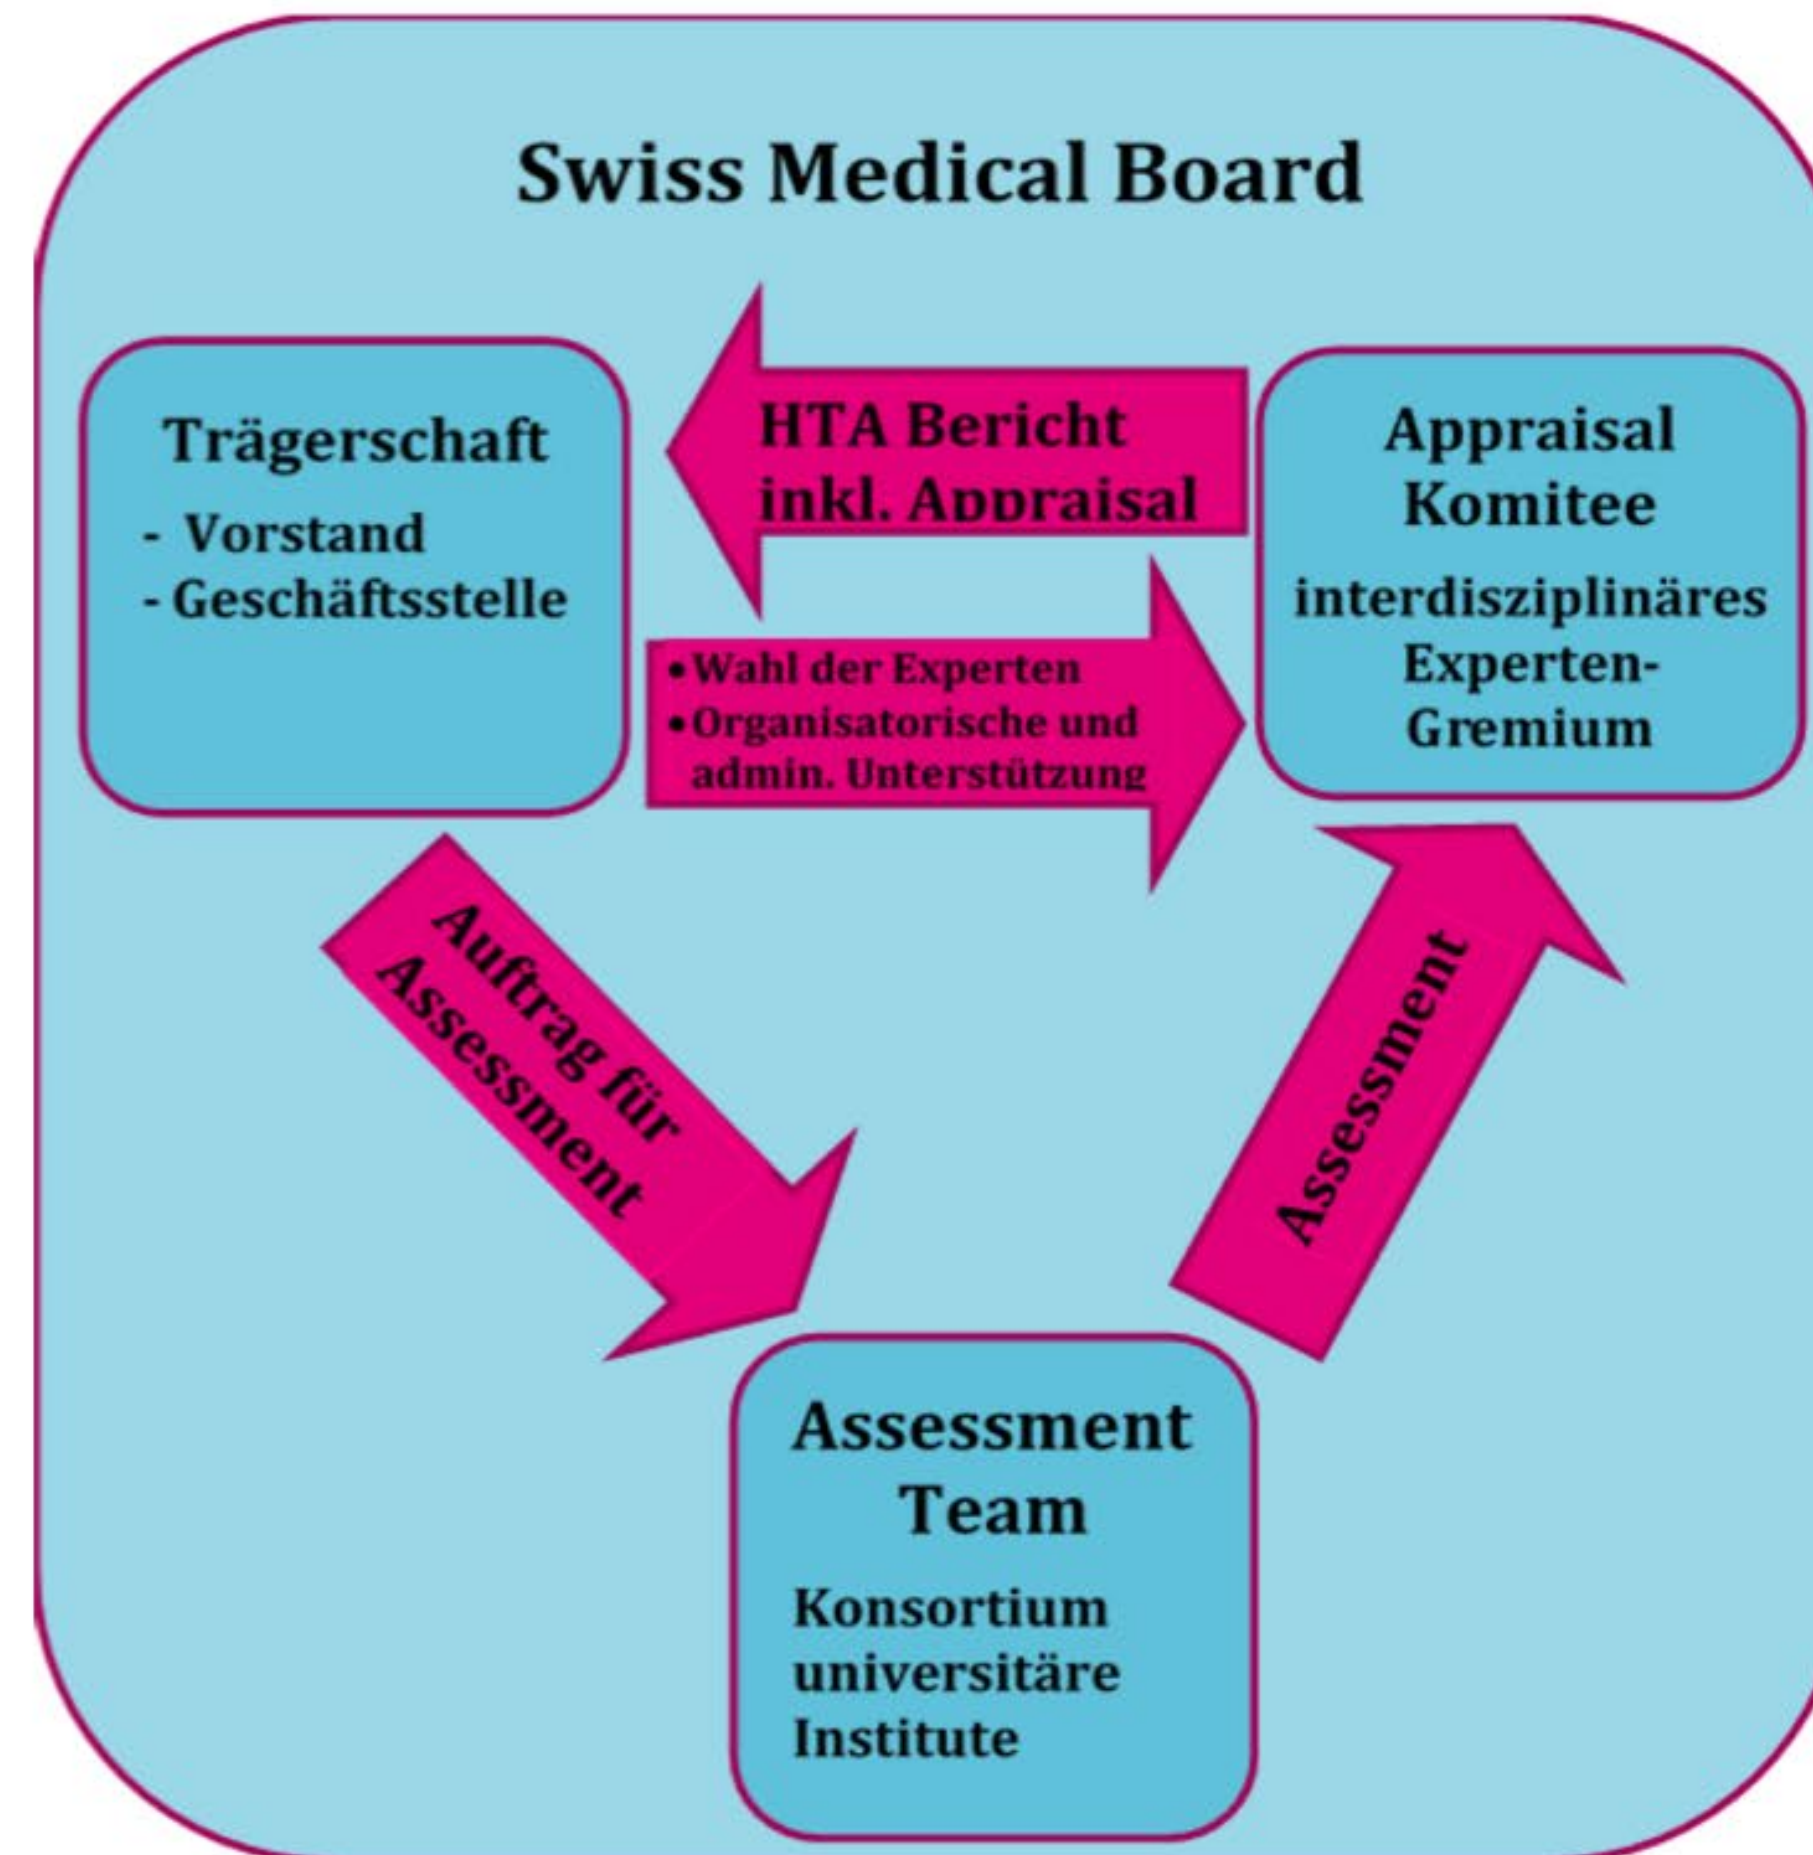 Swiss Medical Board
Trägerschaft
- Vorstand
- Geschäftsstelle
HTA Bericht
inkl. Appraisal
Appraisal
Komitee
interdisziplinäres
Experten-
Gremium
•Wahl der Experten
•Organisatorische und
admin. Unterstützung
Auftrag für
Assessment
Assessment
Assessment
Team
Konsortium
universitäre
Institute